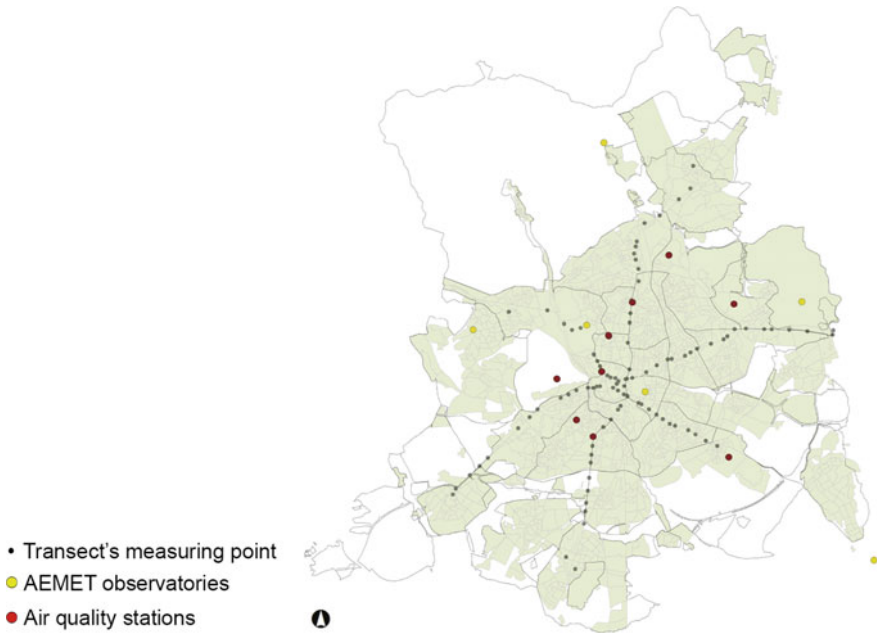 Transect's measuring point
AEMET observatories
Air quality stations